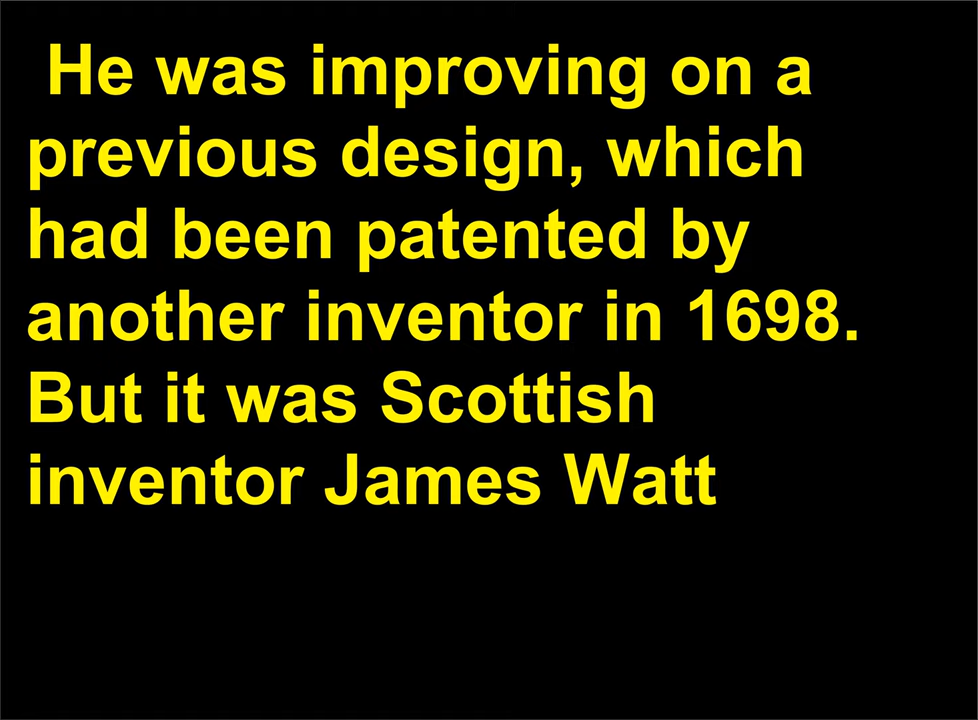 He was improving on a
previous design, which
had been patented by
another inventor in 1698.
But it was Scottish
inventor James Watt